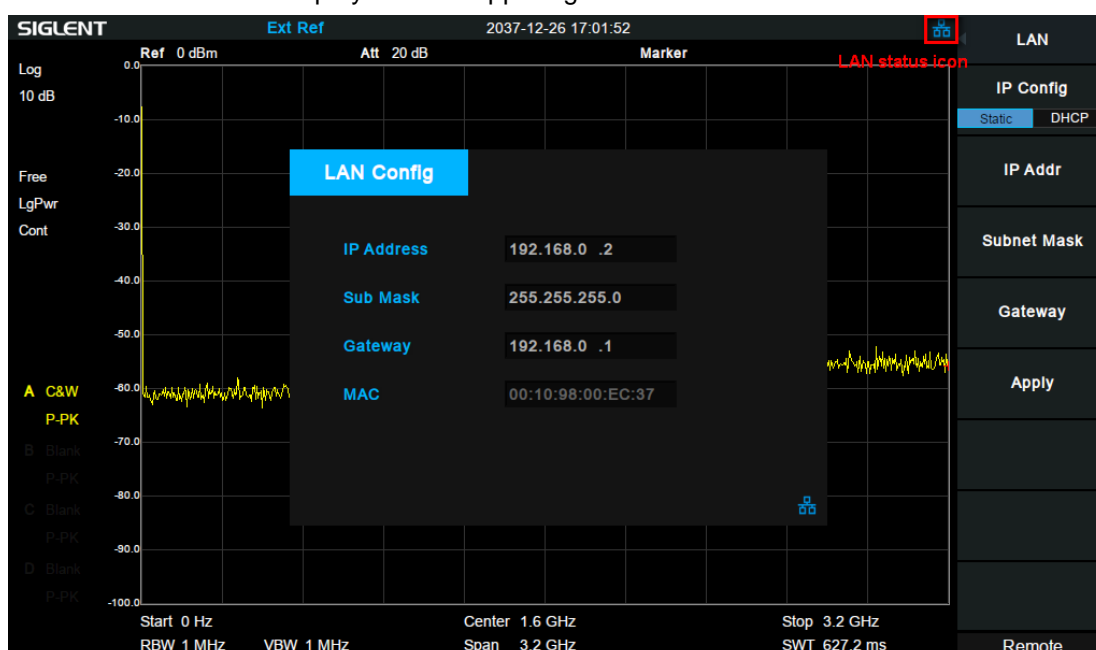 SIGLENT Ext Ref 2037-12-26 17:01:52
LAN
Ref 0 dBm Att 20 dB Marker
LAN status icon
Log
10 dB
Free
LgPwr
Cont
A C&W
P-PK
B Blank
P-PK
C Blank
P-PK
D Blank
P-PK
0.0
-10.0
-20.0
-30.0
-40.0
-50.0
-60.0
-70.0
-80.0
-90.0
-100.0
LAN Config
IP Address 192.168.0 .2
Sub Mask 255.255.255.0
Gateway 192.168.0 .1
MAC 00:10:98:00:EC:37
IP Config
Static DHCP
IP Addr
Subnet Mask
Gateway
Apply
Start 0 Hz Center 1.6 GHz Stop 3.2 GHz
RBW 1 MHz VBW 1 MHz Span 3.2 GHz SWT 627.2 ms
Remote